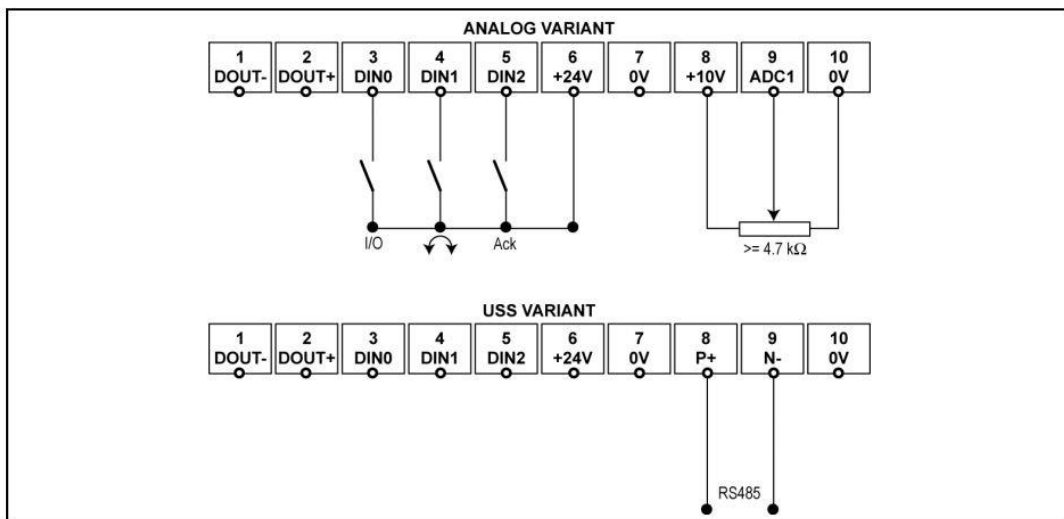 ANALOG VARIANT
1 2 3 4 5 6 7 8 9 10
DOUT- DOUT+ DIN0 DIN1 DIN2 +24V 0V +10V ADC1 0V
I/O Ack
>= 4.7 kΩ
USS VARIANT
1 2 3 4 5 6 7 8 9 10
DOUT- DOUT+ DIN0 DIN1 DIN2 +24V 0V P+ N- 0V
RS485